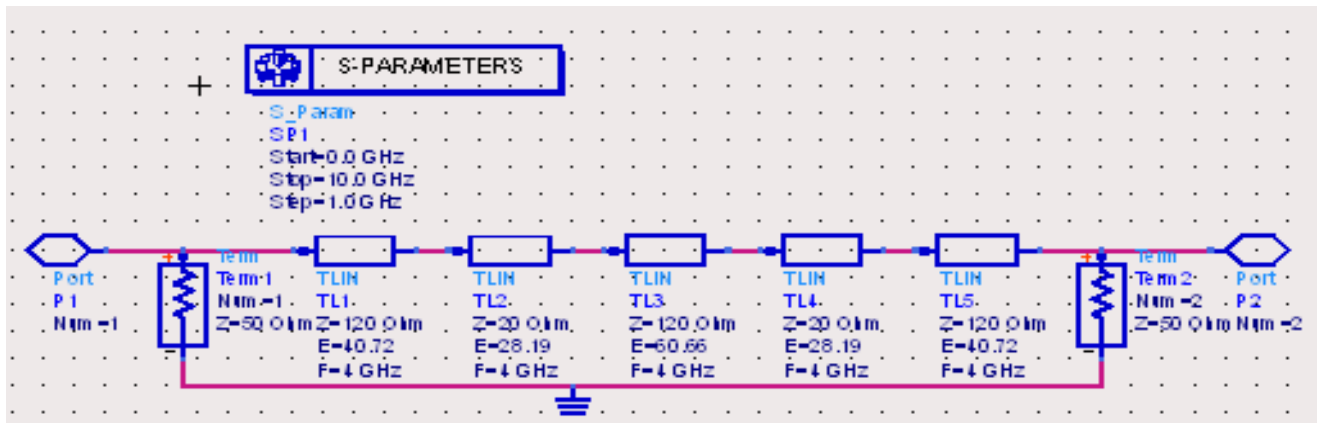 S-PARAMETERS
S_Param
SP1
Start=0.0 GHz
Stop=10.0 GHz
Step=1.0 GHz
Port
P1
Num=1
+
Term
Term1
Num=1
Z=50 Ohm
-
TLIN
TL1
Z=120 Ohm
E=40.72
F=4 GHz
TLIN
TL2
Z=20 Ohm
E=28.19
F=4 GHz
TLIN
TL3
Z=120 Ohm
E=60.66
F=4 GHz
TLIN
TL4
Z=20 Ohm
E=28.19
F=4 GHz
TLIN
TL5
Z=120 Ohm
E=40.72
F=4 GHz
+
Term
Term2
Num=2
Z=50 Ohm
-
Port
P2
Num=2